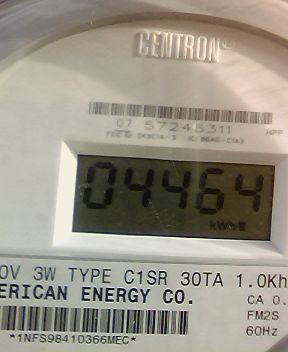 CENTRON®
07 57245311
04464
kWh
0V 3W TYPE C1SR 30TA 1.0Kh
ERICAN ENERGY CO.
CA 0.
FM2S
60Hz
*1NFS98410366MEC*